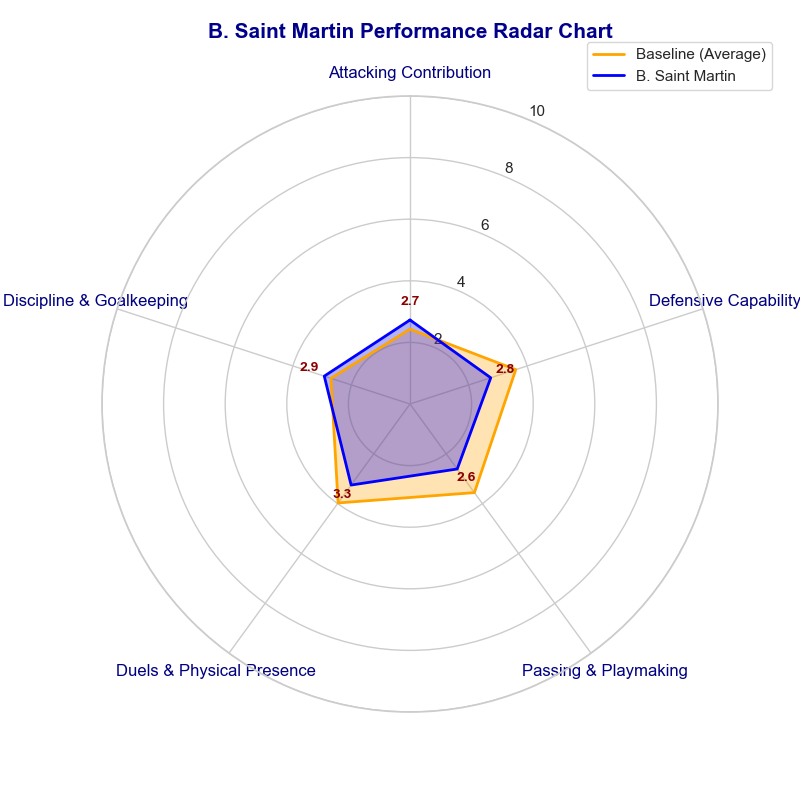 B. Saint Martin Performance Radar Chart
Baseline (Average)
B. Saint Martin
Attacking Contribution
10
8
6
4
2
2.7
Discipline & Goalkeeping
Defensive Capability
2.9
2.8
2.6
3.3
Duels & Physical Presence
Passing & Playmaking